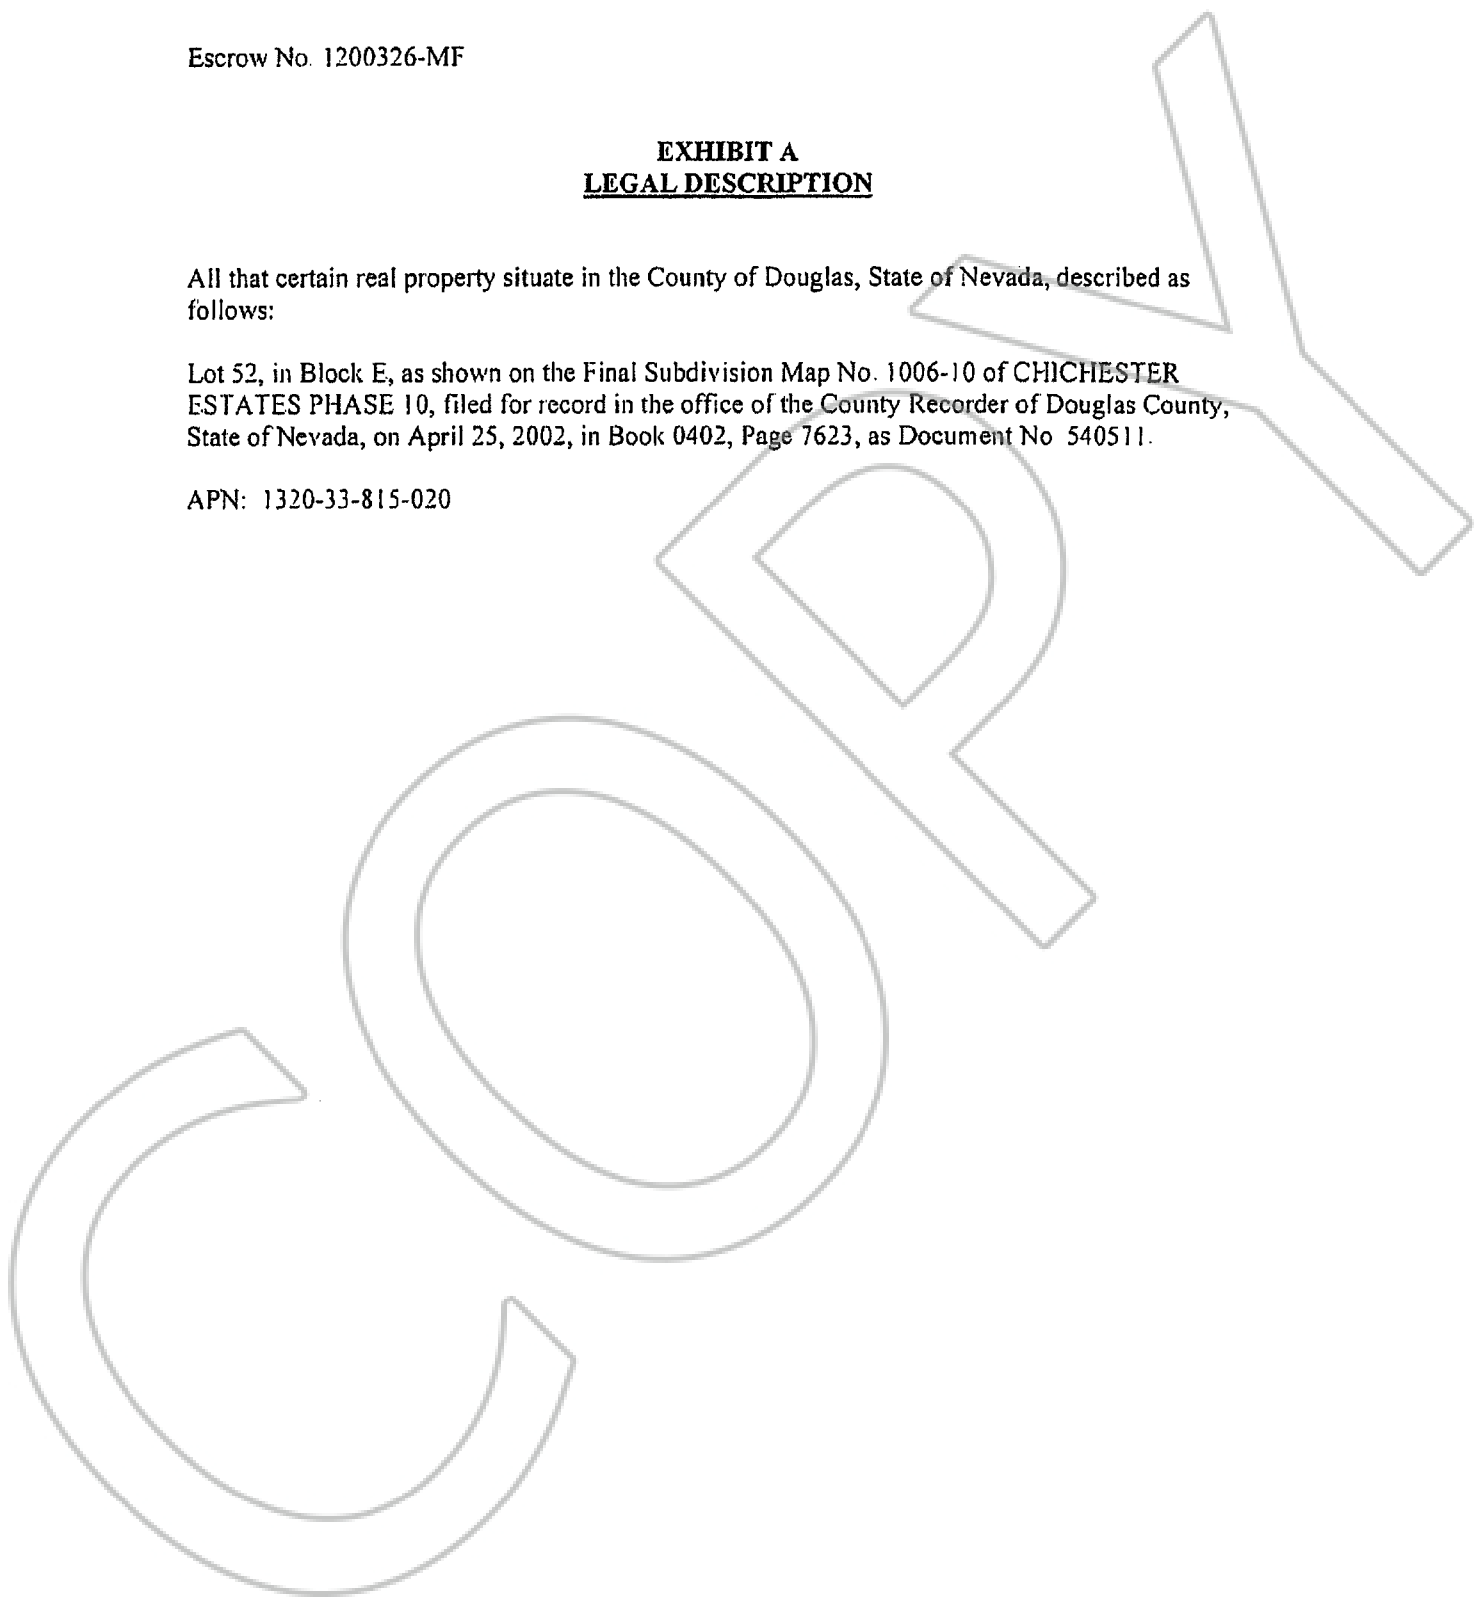 Escrow No. 1200326-MF
EXHIBIT A
LEGAL DESCRIPTION
All that certain real property situate in the County of Douglas, State of Nevada, described as
follows:
Lot 52, in Block E, as shown on the Final Subdivision Map No. 1006-10 of CHICHESTER
ESTATES PHASE 10, filed for record in the office of the County Recorder of Douglas County,
State of Nevada, on April 25, 2002, in Book 0402, Page 7623, as Document No 540511.
APN: 1320-33-815-020
COPY